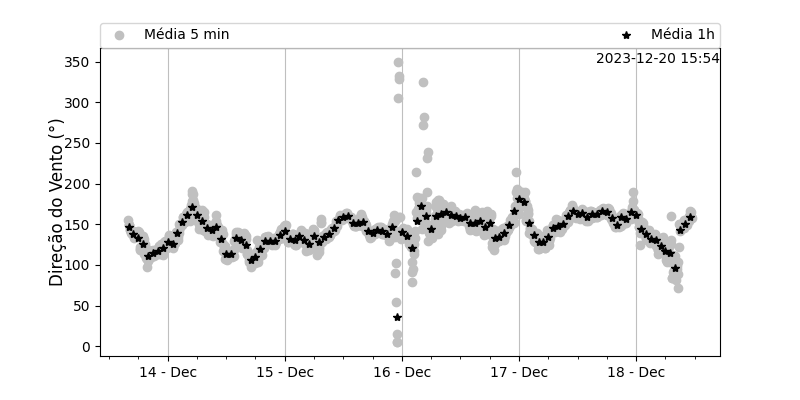 Média 5 min
Média 1h
2023-12-20 15:54
Direção do Vento (°)
350
300
250
200
150
100
50
0
14 - Dec
15 - Dec
16 - Dec
17 - Dec
18 - Dec